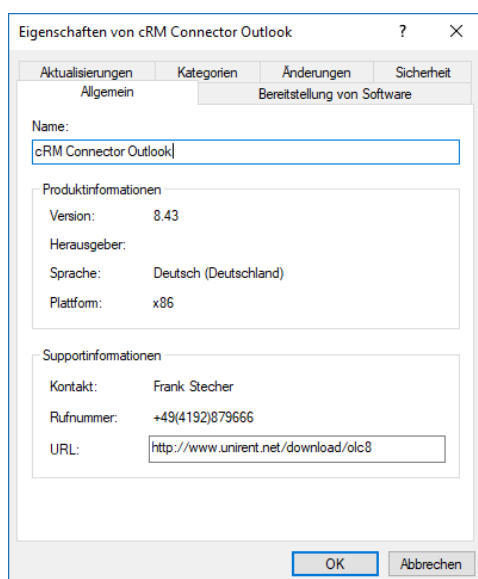 Eigenschaften von cRM Connector Outlook ? ×
Aktualisierungen Kategorien Änderungen Sicherheit
Allgemein Bereitstellung von Software
Name:
cRM Connector Outlook
Produktinformationen
Version: 8.43
Herausgeber:
Sprache: Deutsch (Deutschland)
Plattform: x86
Supportinformationen
Kontakt: Frank Stecher
Rufnummer: +49(4192)879666
URL: http://www.unirent.net/download/olc8
OK Abbrechen